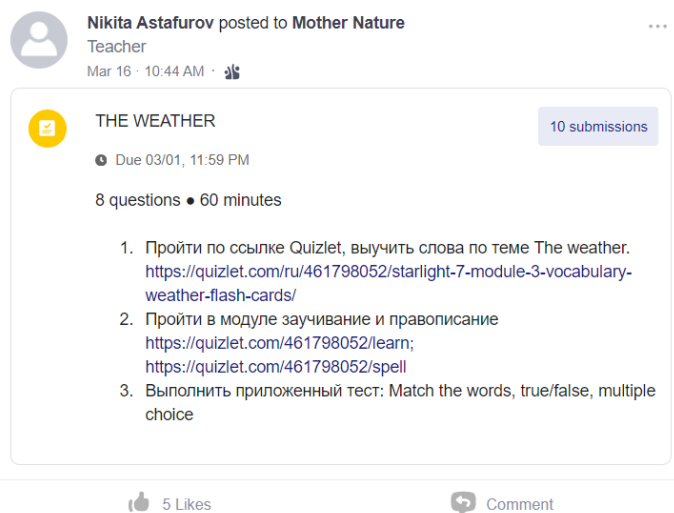 Nikita Astafurov posted to Mother Nature
Teacher
Mar 16 · 10:44 AM ·
THE WEATHER
10 submissions
Due 03/01, 11:59 PM
8 questions ● 60 minutes
1. Пройти по ссылке Quizlet, выучить слова по теме The weather.
https://quizlet.com/ru/461798052/starlight-7-module-3-vocabulary-
weather-flash-cards/
2. Пройти в модуле заучивание и правописание
https://quizlet.com/461798052/learn;
https://quizlet.com/461798052/spell
3. Выполнить приложенный тест: Match the words, true/false, multiple
choice
5 Likes
Comment